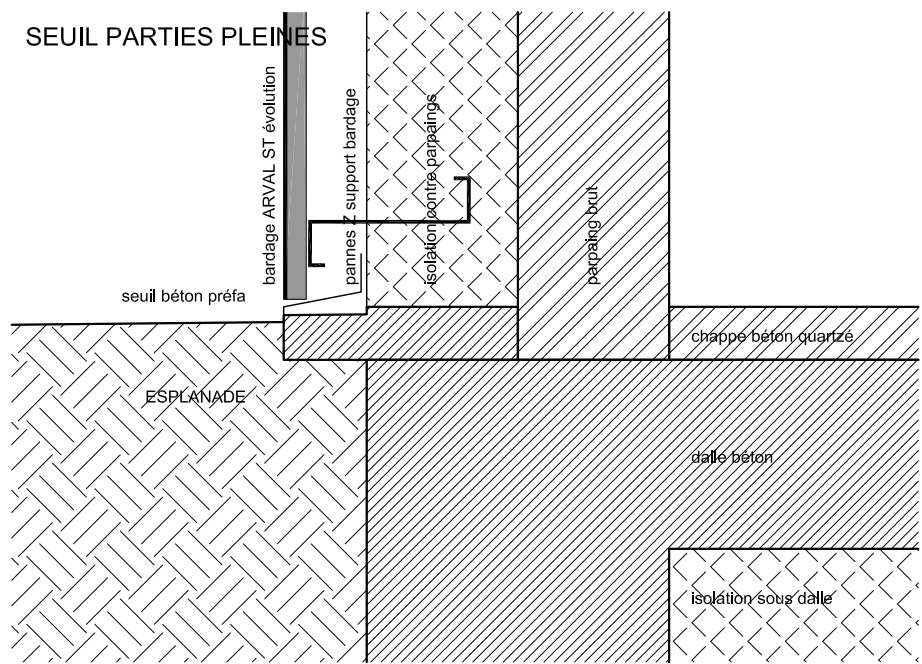 SEUIL PARTIES PLEINES
bardage ARVAL ST évolution
pannes Z support bardage
isolation contre parpaings
parpaing brut
seuil béton préfa
chappe béton quartzé
ESPLANADE
dalle béton
isolation sous dalle